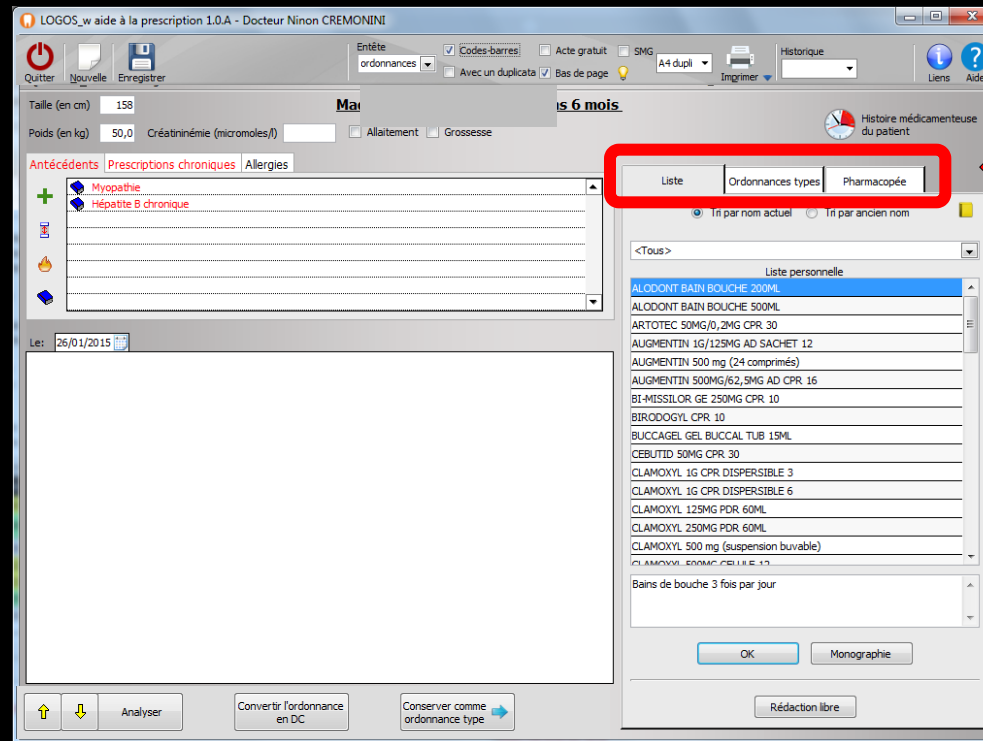 LOGOS_w aide à la prescription 1.0.A - Docteur Ninon CREMONINI
Quitter Nouvelle Enregistrer
Entête
ordonnances
Codes-barres Acte gratuit SMG
Avec un duplicata Bas de page
A4 dupli
Imprimer
Historique
Liens Aide
Taille (en cm) 158
ns 6 mois
Poids (en kg) 50,0 Créatininémie (micromoles/l) Allaitement Grossesse
Histoire médicamenteuse
du patient
Antécédents Prescriptions chroniques Allergies
Myopathie
Hépatite B chronique
Le: 26/01/2015
Liste Ordonnances types Pharmacopée
Tri par nom actuel Tri par ancien nom
<Tous>
Liste personnelle
ALODONT BAIN BOUCHE 200ML
ALODONT BAIN BOUCHE 500ML
ARTOTEC 50MG/0,2MG CPR 30
AUGMENTIN 1G/125MG AD SACHET 12
AUGMENTIN 500 mg (24 comprimés)
AUGMENTIN 500MG/62,5MG AD CPR 16
BI-MISSILOR GE 250MG CPR 10
BIRODOGYL CPR 10
BUCCAGEL GEL BUCCAL TUB 15ML
CEBUTID 50MG CPR 30
CLAMOXYL 1G CPR DISPERSIBLE 3
CLAMOXYL 1G CPR DISPERSIBLE 6
CLAMOXYL 125MG PDR 60ML
CLAMOXYL 250MG PDR 60ML
CLAMOXYL 500 mg (suspension buvable)
CLAMOXYL 500MG GELULE 12
Bains de bouche 3 fois par jour
OK Monographie
Rédaction libre
Analyser
Convertir l'ordonnance
en DC
Conserver comme
ordonnance type